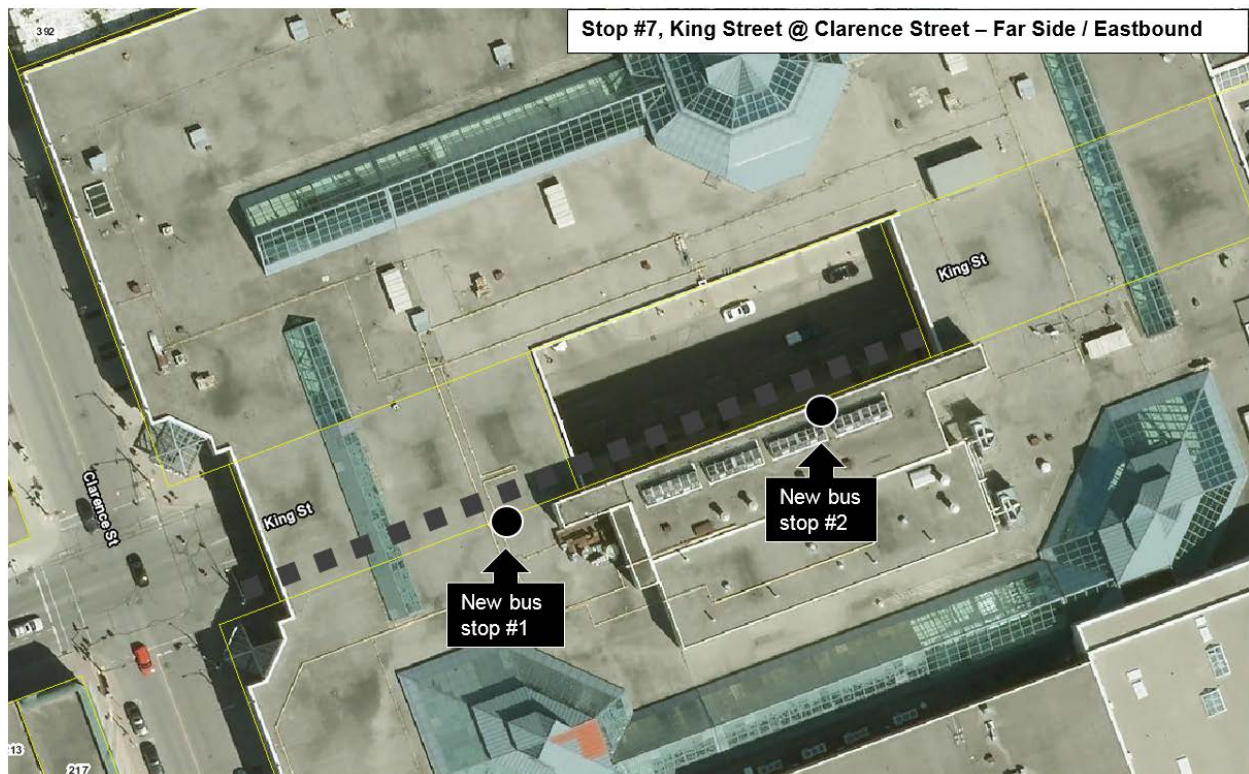 Stop #7, King Street @ Clarence Street – Far Side / Eastbound
392
King St
Clarence St
King St
New bus
stop #2
New bus
stop #1
213
217